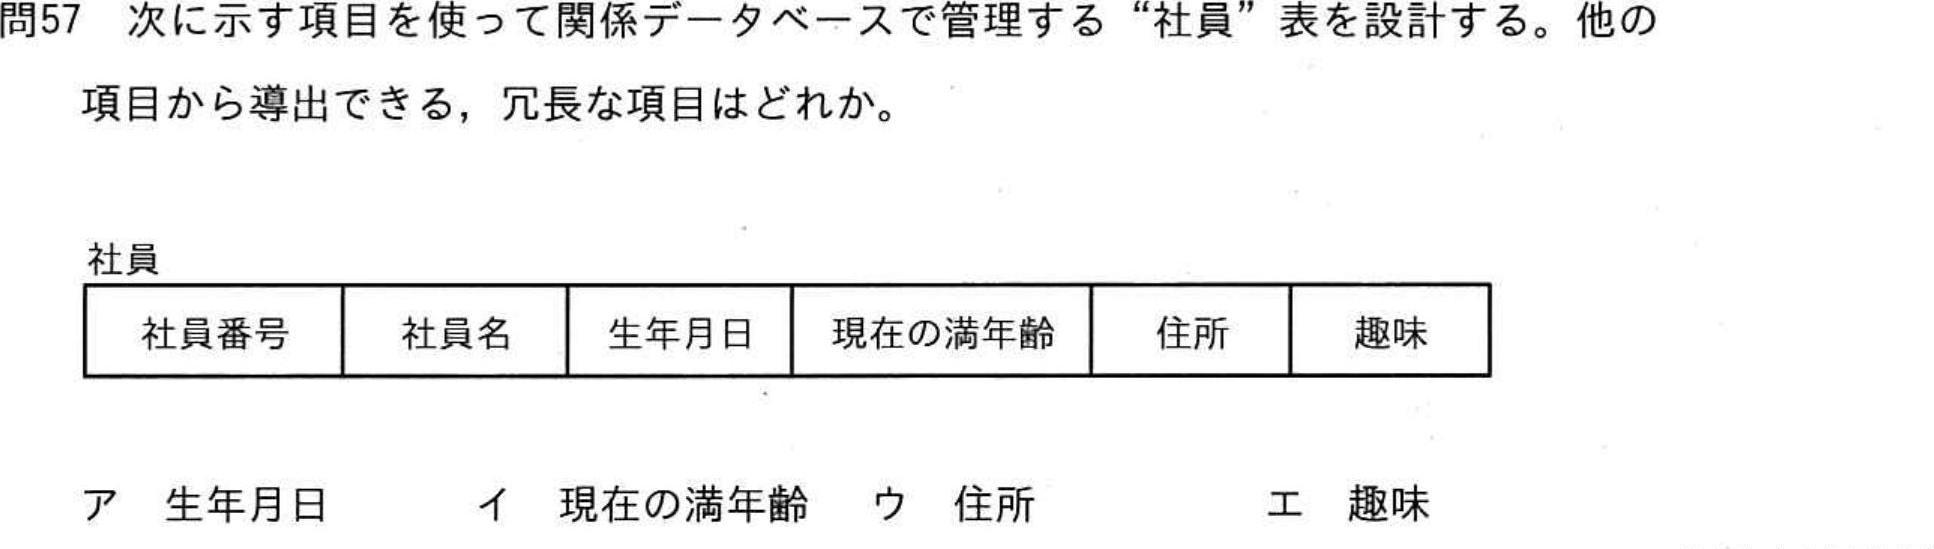 問57　次に示す項目を使って関係データベースで管理する“社員”表を設計する。他の
項目から導出できる，冗長な項目はどれか。
社員
社員番号　社員名　生年月日　現在の満年齢　住所　趣味
ア　生年月日　イ　現在の満年齢　ウ　住所　エ　趣味